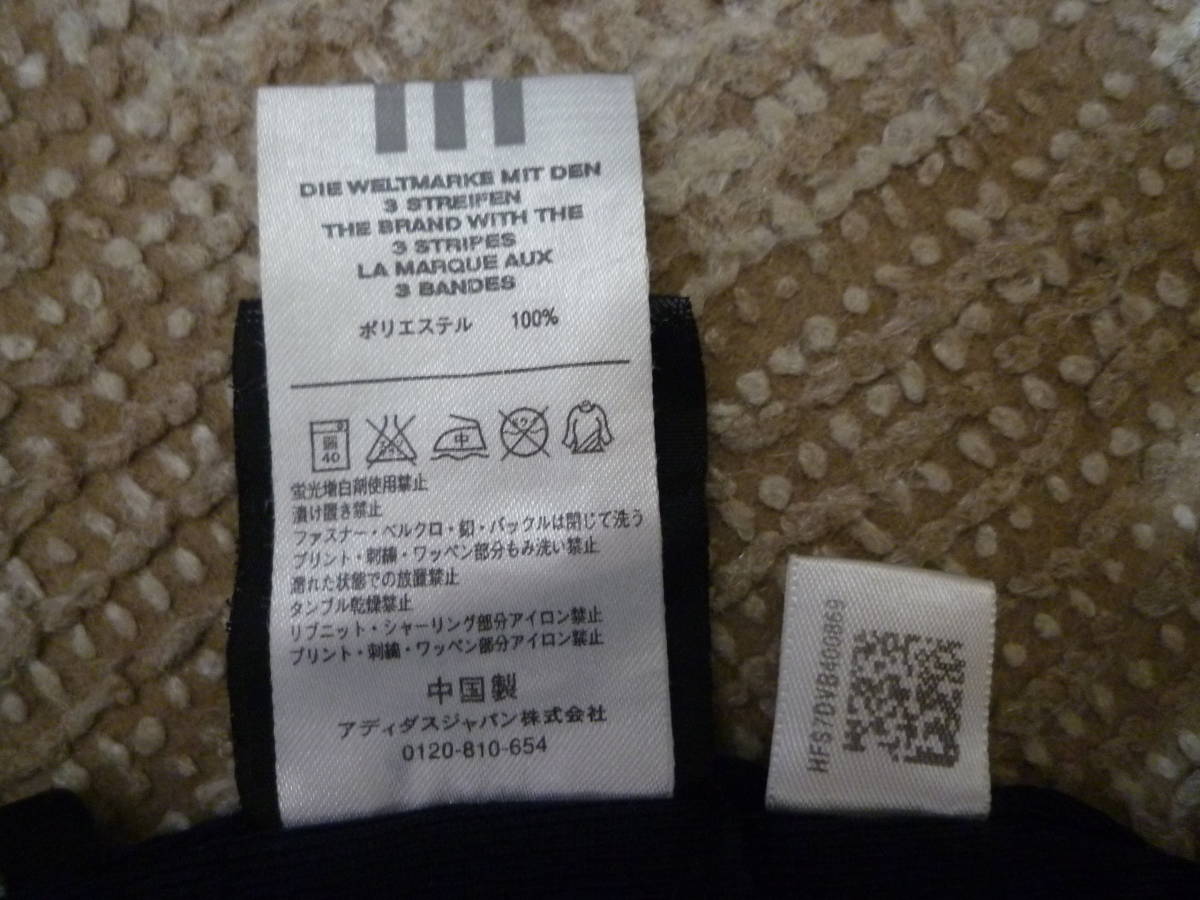 DIE WELTMARKE MIT DEN
3 STREIFEN
THE BRAND WITH THE
3 STRIPES
LA MARQUE AUX
3 BANDES
ポリエステル 100%
40
中
蛍光増白剤使用禁止
漬け置き禁止
ファスナー・ベルクロ・釦・バックルは閉じて洗う
プリント・刺繍・ワッペン部分もみ洗い禁止
濡れた状態での放置禁止
タンブル乾燥禁止
リブニット・シャーリング部分アイロン禁止
プリント・刺繍・ワッペン部分アイロン禁止
中国製
アディダスジャパン株式会社
0120-810-654
HFS7DVB400869